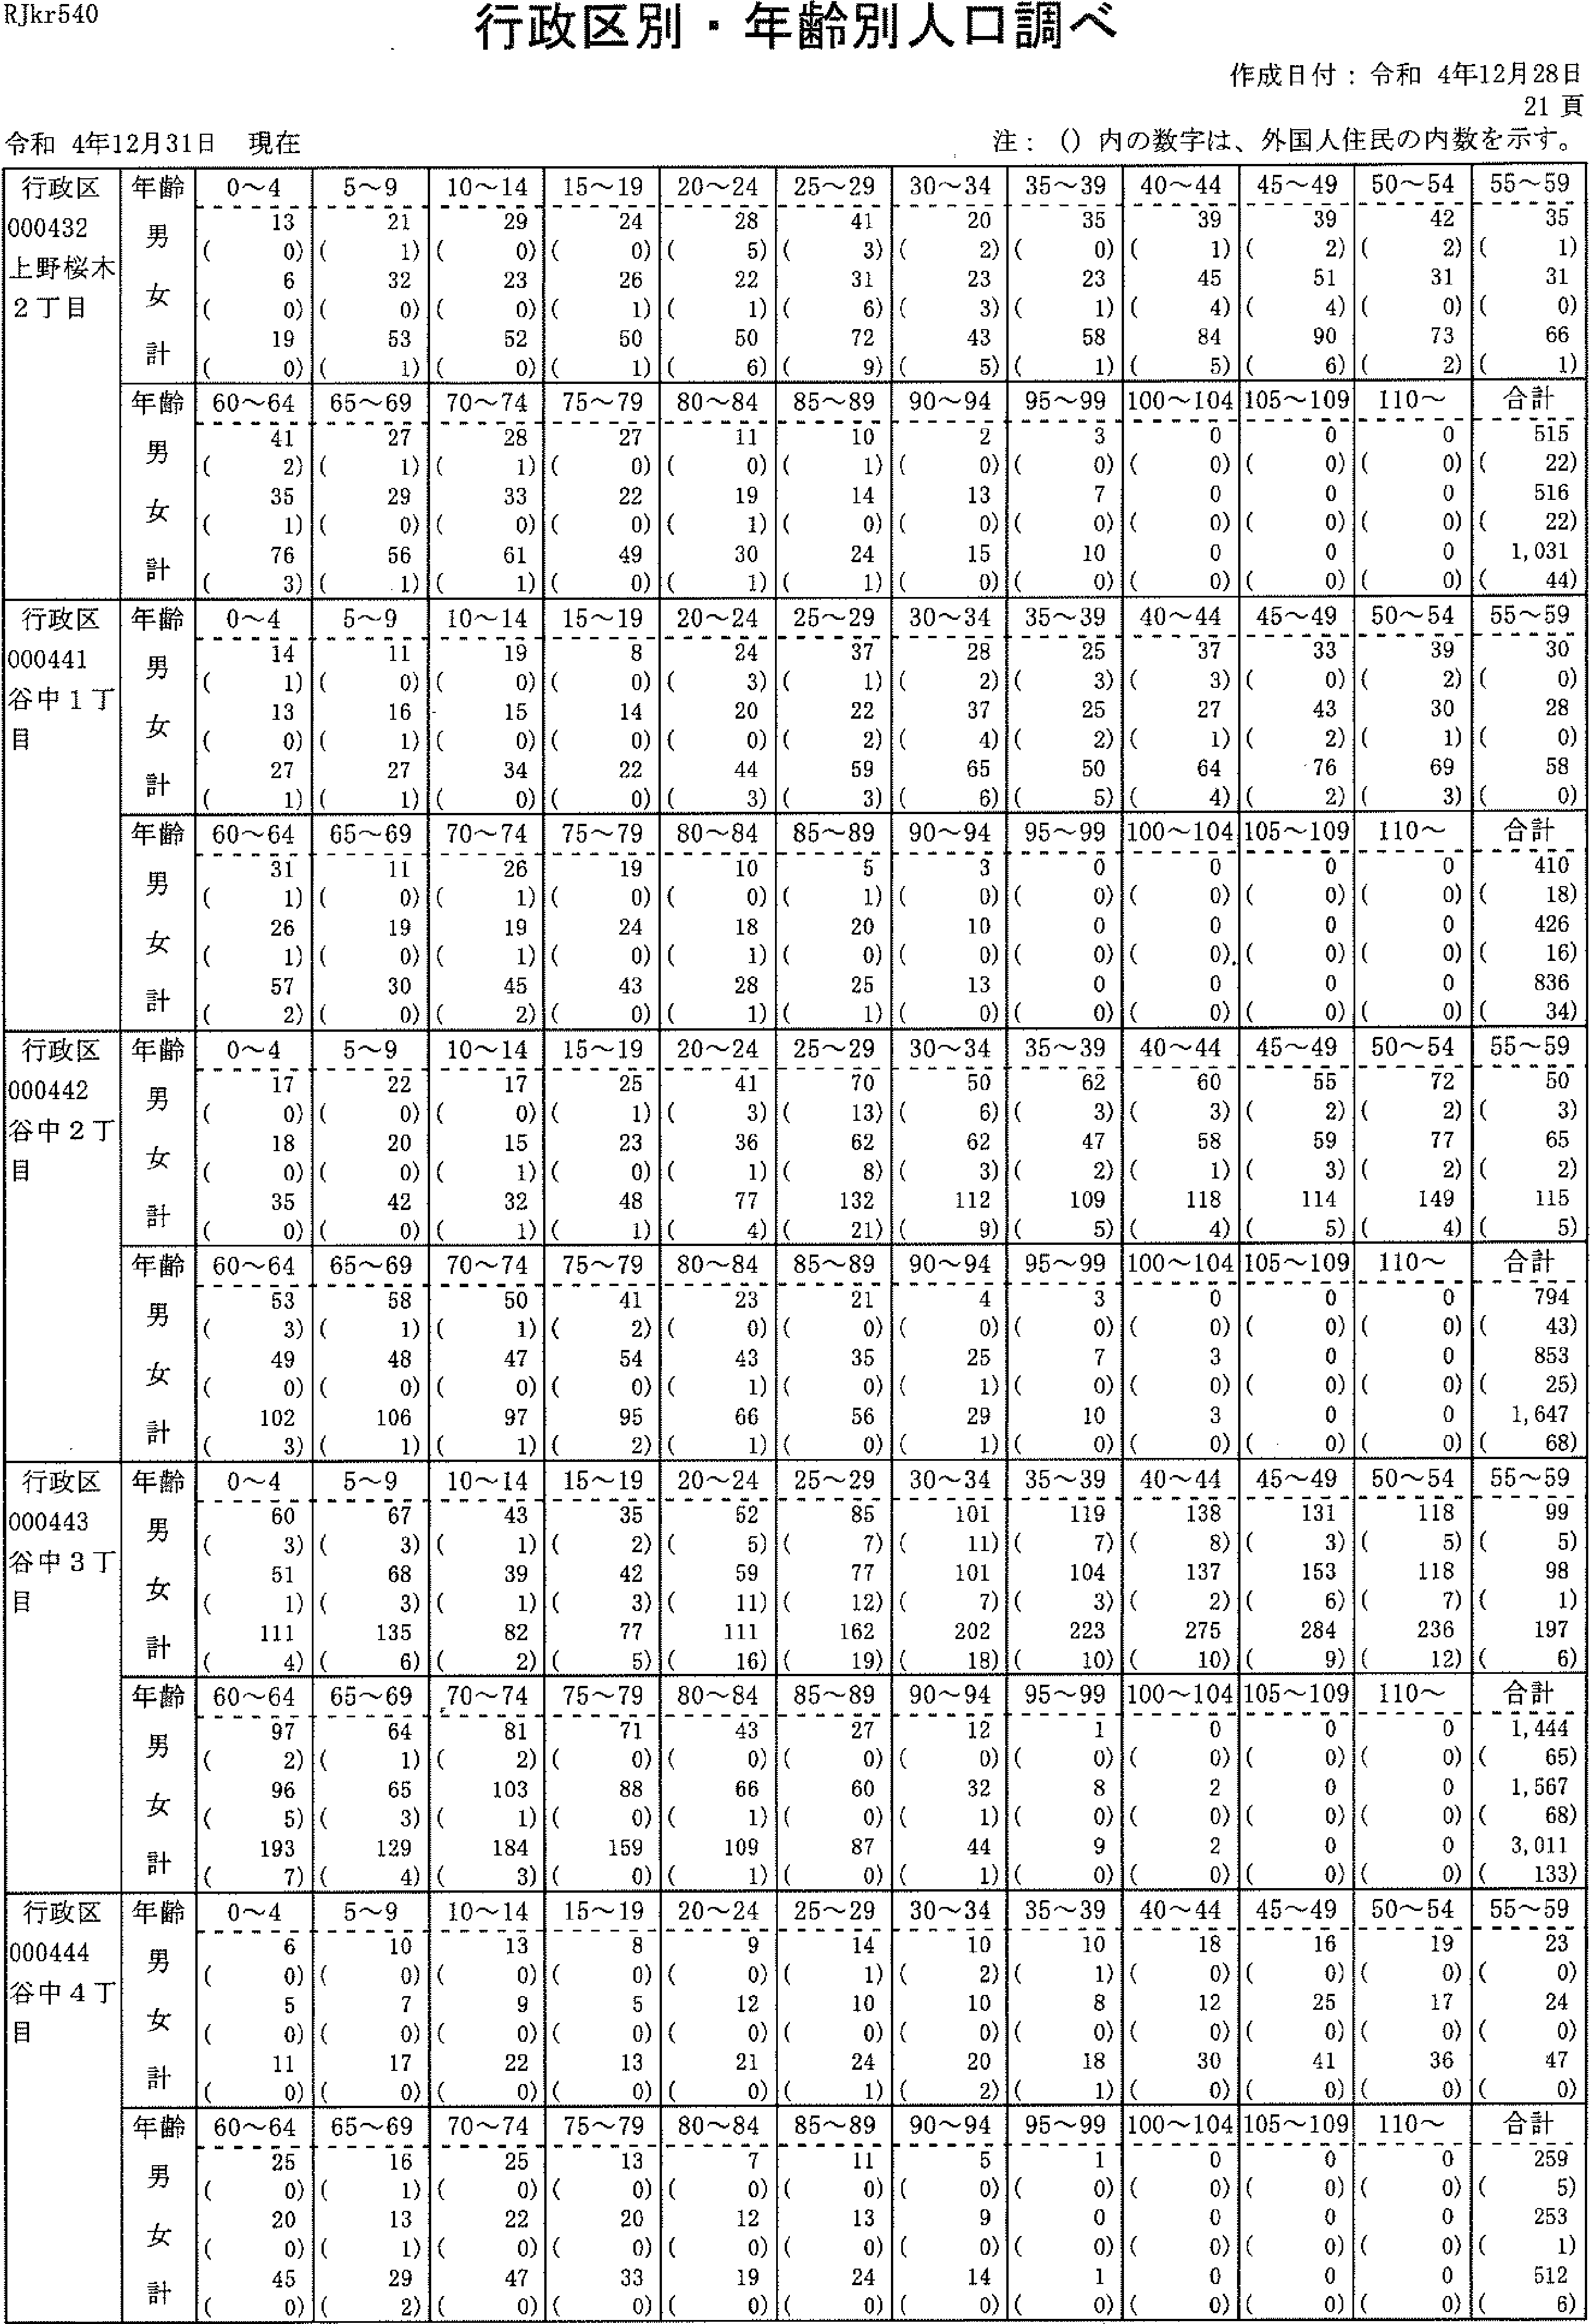 RJkr540
行政区別・年齢別人口調べ
作成日付：令和 4年12月28日
21 頁
令和 4年12月31日 現在
注：（）内の数字は、外国人住民の内数を示す。
行政区 年齢 0～4 5～9 10～14 15～19 20～24 25～29 30～34 35～39 40～44 45～49 50～54 55～59
000432 男 13 21 29 24 28 41 20 35 39 39 42 35
( 0) ( 1) ( 0) ( 0) ( 5) ( 3) ( 2) ( 0) ( 1) ( 2) ( 2) ( 1)
上野桜木 女 6 32 23 26 22 31 23 23 45 51 31 31
２丁目 ( 0) ( 0) ( 0) ( 1) ( 1) ( 6) ( 3) ( 1) ( 4) ( 4) ( 0) ( 0)
計 19 53 52 50 50 72 43 58 84 90 73 66
( 0) ( 1) ( 0) ( 1) ( 6) ( 9) ( 5) ( 1) ( 5) ( 6) ( 2) ( 1)
年齢 60～64 65～69 70～74 75～79 80～84 85～89 90～94 95～99 100～104 105～109 110～ 合計
男 41 27 28 27 11 10 2 3 0 0 0 515
( 2) ( 1) ( 1) ( 0) ( 0) ( 1) ( 0) ( 0) ( 0) ( 0) ( 0) ( 22)
女 35 29 33 22 19 14 13 7 0 0 0 516
( 1) ( 0) ( 0) ( 0) ( 1) ( 0) ( 0) ( 0) ( 0) ( 0) ( 0) ( 22)
計 76 56 61 49 30 24 15 10 0 0 0 1,031
( 3) ( 1) ( 1) ( 0) ( 1) ( 1) ( 0) ( 0) ( 0) ( 0) ( 0) ( 44)
行政区 年齢 0～4 5～9 10～14 15～19 20～24 25～29 30～34 35～39 40～44 45～49 50～54 55～59
000441 男 14 11 19 8 24 37 28 25 37 33 39 30
( 1) ( 0) ( 0) ( 0) ( 3) ( 1) ( 2) ( 3) ( 3) ( 0) ( 2) ( 0)
谷中１丁 女 13 16 15 14 20 22 37 25 27 43 30 28
目 ( 0) ( 1) ( 0) ( 0) ( 0) ( 2) ( 4) ( 2) ( 1) ( 2) ( 1) ( 0)
計 27 27 34 22 44 59 65 50 64 76 69 58
( 1) ( 1) ( 0) ( 0) ( 3) ( 3) ( 6) ( 5) ( 4) ( 2) ( 3) ( 0)
年齢 60～64 65～69 70～74 75～79 80～84 85～89 90～94 95～99 100～104 105～109 110～ 合計
男 31 11 26 19 10 5 3 0 0 0 0 410
( 1) ( 0) ( 1) ( 0) ( 0) ( 1) ( 0) ( 0) ( 0) ( 0) ( 0) ( 18)
女 26 19 19 24 18 20 10 0 0 0 0 426
( 1) ( 0) ( 1) ( 0) ( 1) ( 0) ( 0) ( 0) ( 0) ( 0) ( 0) ( 16)
計 57 30 45 43 28 25 13 0 0 0 0 836
( 2) ( 0) ( 2) ( 0) ( 1) ( 1) ( 0) ( 0) ( 0) ( 0) ( 0) ( 34)
行政区 年齢 0～4 5～9 10～14 15～19 20～24 25～29 30～34 35～39 40～44 45～49 50～54 55～59
000442 男 17 22 17 25 41 70 50 62 60 55 72 50
( 0) ( 0) ( 0) ( 1) ( 3) ( 13) ( 6) ( 3) ( 3) ( 2) ( 2) ( 3)
谷中２丁 女 18 20 15 23 36 62 62 47 58 59 77 65
目 ( 0) ( 0) ( 1) ( 0) ( 1) ( 8) ( 3) ( 2) ( 1) ( 3) ( 2) ( 2)
計 35 42 32 48 77 132 112 109 118 114 149 115
( 0) ( 0) ( 1) ( 1) ( 4) ( 21) ( 9) ( 5) ( 4) ( 5) ( 4) ( 5)
年齢 60～64 65～69 70～74 75～79 80～84 85～89 90～94 95～99 100～104 105～109 110～ 合計
男 53 58 50 41 23 21 4 3 0 0 0 794
( 3) ( 1) ( 1) ( 2) ( 0) ( 0) ( 0) ( 0) ( 0) ( 0) ( 0) ( 43)
女 49 48 47 54 43 35 25 7 3 0 0 853
( 0) ( 0) ( 0) ( 0) ( 1) ( 0) ( 1) ( 0) ( 0) ( 0) ( 0) ( 25)
計 102 106 97 95 66 56 29 10 3 0 0 1,647
( 3) ( 1) ( 1) ( 2) ( 1) ( 0) ( 1) ( 0) ( 0) ( 0) ( 0) ( 68)
行政区 年齢 0～4 5～9 10～14 15～19 20～24 25～29 30～34 35～39 40～44 45～49 50～54 55～59
000443 男 60 67 43 35 52 85 101 119 138 131 118 99
( 3) ( 3) ( 1) ( 2) ( 5) ( 7) ( 11) ( 7) ( 8) ( 3) ( 5) ( 5)
谷中３丁 女 51 68 39 42 59 77 101 104 137 153 118 98
目 ( 1) ( 3) ( 1) ( 3) ( 11) ( 12) ( 7) ( 3) ( 2) ( 6) ( 7) ( 1)
計 111 135 82 77 111 162 202 223 275 284 236 197
( 4) ( 6) ( 2) ( 5) ( 16) ( 19) ( 18) ( 10) ( 10) ( 9) ( 12) ( 6)
年齢 60～64 65～69 70～74 75～79 80～84 85～89 90～94 95～99 100～104 105～109 110～ 合計
男 97 64 81 71 43 27 12 1 0 0 0 1,444
( 2) ( 1) ( 2) ( 0) ( 0) ( 0) ( 0) ( 0) ( 0) ( 0) ( 0) ( 65)
女 96 65 103 88 66 60 32 8 2 0 0 1,567
( 5) ( 3) ( 1) ( 0) ( 1) ( 0) ( 1) ( 0) ( 0) ( 0) ( 0) ( 68)
計 193 129 184 159 109 87 44 9 2 0 0 3,011
( 7) ( 4) ( 3) ( 0) ( 1) ( 0) ( 1) ( 0) ( 0) ( 0) ( 0) ( 133)
行政区 年齢 0～4 5～9 10～14 15～19 20～24 25～29 30～34 35～39 40～44 45～49 50～54 55～59
000444 男 6 10 13 8 9 14 10 10 18 16 19 23
( 0) ( 0) ( 0) ( 0) ( 0) ( 1) ( 2) ( 1) ( 0) ( 0) ( 0) ( 0)
谷中４丁 女 5 7 9 5 12 10 10 8 12 25 17 24
目 ( 0) ( 0) ( 0) ( 0) ( 0) ( 0) ( 0) ( 0) ( 0) ( 0) ( 0) ( 0)
計 11 17 22 13 21 24 20 18 30 41 36 47
( 0) ( 0) ( 0) ( 0) ( 0) ( 1) ( 2) ( 1) ( 0) ( 0) ( 0) ( 0)
年齢 60～64 65～69 70～74 75～79 80～84 85～89 90～94 95～99 100～104 105～109 110～ 合計
男 25 16 25 13 7 11 5 1 0 0 0 259
( 0) ( 1) ( 0) ( 0) ( 0) ( 0) ( 0) ( 0) ( 0) ( 0) ( 0) ( 5)
女 20 13 22 20 12 13 9 0 0 0 0 253
( 0) ( 1) ( 0) ( 0) ( 0) ( 0) ( 0) ( 0) ( 0) ( 0) ( 0) ( 1)
計 45 29 47 33 19 24 14 1 0 0 0 512
( 0) ( 2) ( 0) ( 0) ( 0) ( 0) ( 0) ( 0) ( 0) ( 0) ( 0) ( 6)